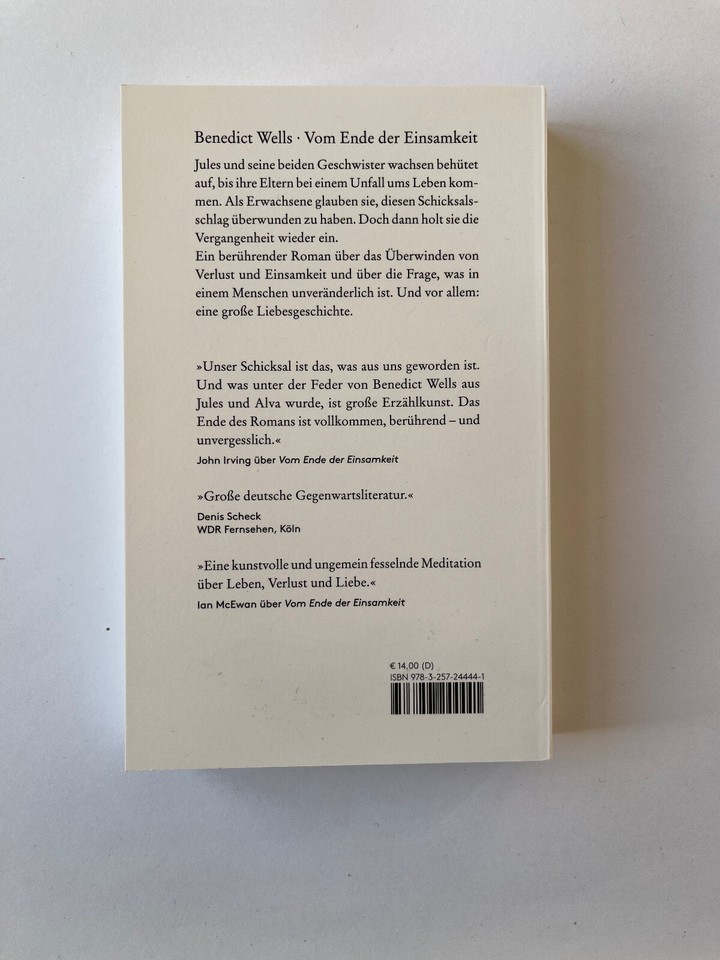 Benedict Wells · Vom Ende der Einsamkeit
Jules und seine beiden Geschwister wachsen behütet
auf, bis ihre Eltern bei einem Unfall ums Leben kom-
men. Als Erwachsene glauben sie, diesen Schicksals-
schlag überwunden zu haben. Doch dann holt sie die
Vergangenheit wieder ein.
Ein berührender Roman über das Überwinden von
Verlust und Einsamkeit und über die Frage, was in
einem Menschen unveränderlich ist. Und vor allem:
eine große Liebesgeschichte.
»Unser Schicksal ist das, was aus uns geworden ist.
Und was unter der Feder von Benedict Wells aus
Jules und Alva wurde, ist große Erzählkunst. Das
Ende des Romans ist vollkommen, berührend – und
unvergesslich.«
John Irving über Vom Ende der Einsamkeit
»Große deutsche Gegenwartsliteratur.«
Denis Scheck
WDR Fernsehen, Köln
»Eine kunstvolle und ungemein fesselnde Meditation
über Leben, Verlust und Liebe.«
Ian McEwan über Vom Ende der Einsamkeit
€ 14,00 (D)
ISBN 978-3-257-24444-1